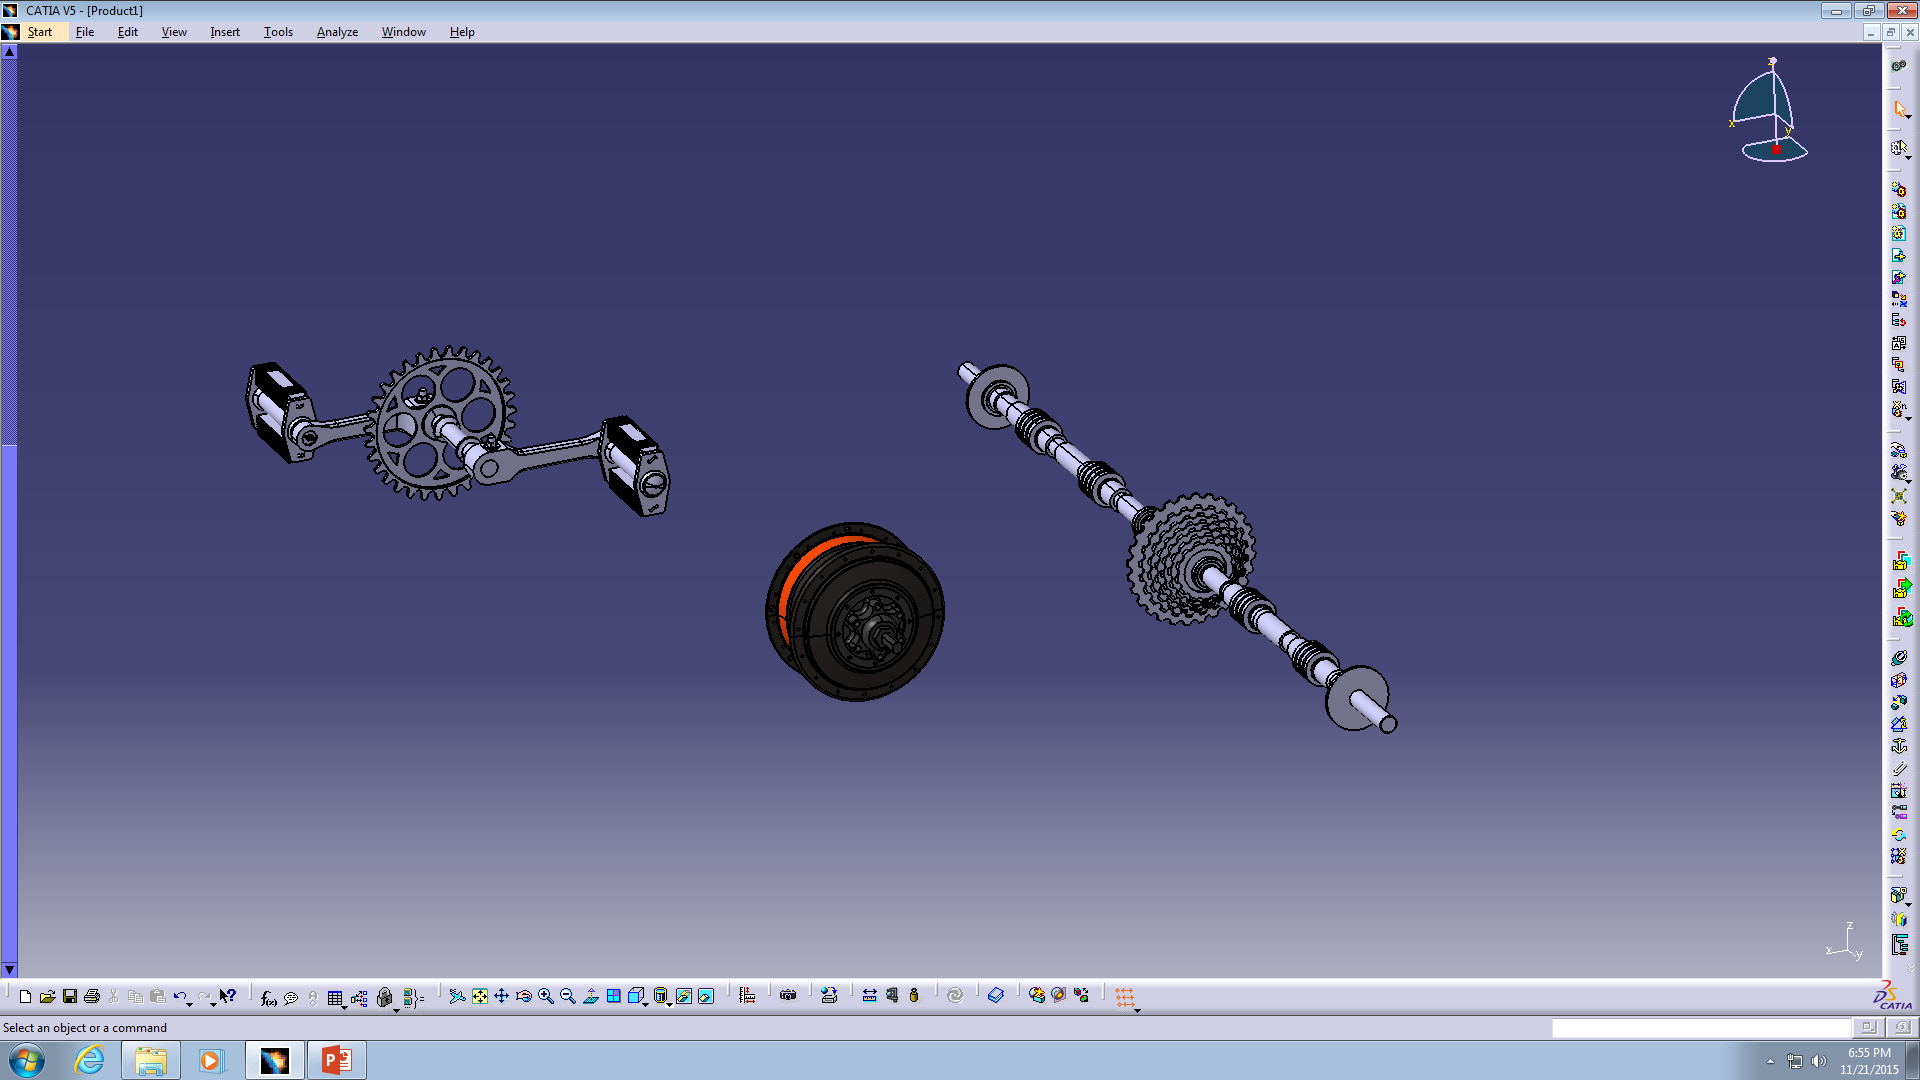 CATIA V5 - [Product1]
Start File Edit View Insert Tools Analyze Window Help
z
x
y
z
x
y
f(x)
CATIA
Select an object or a command
6:55 PM
11/21/2015